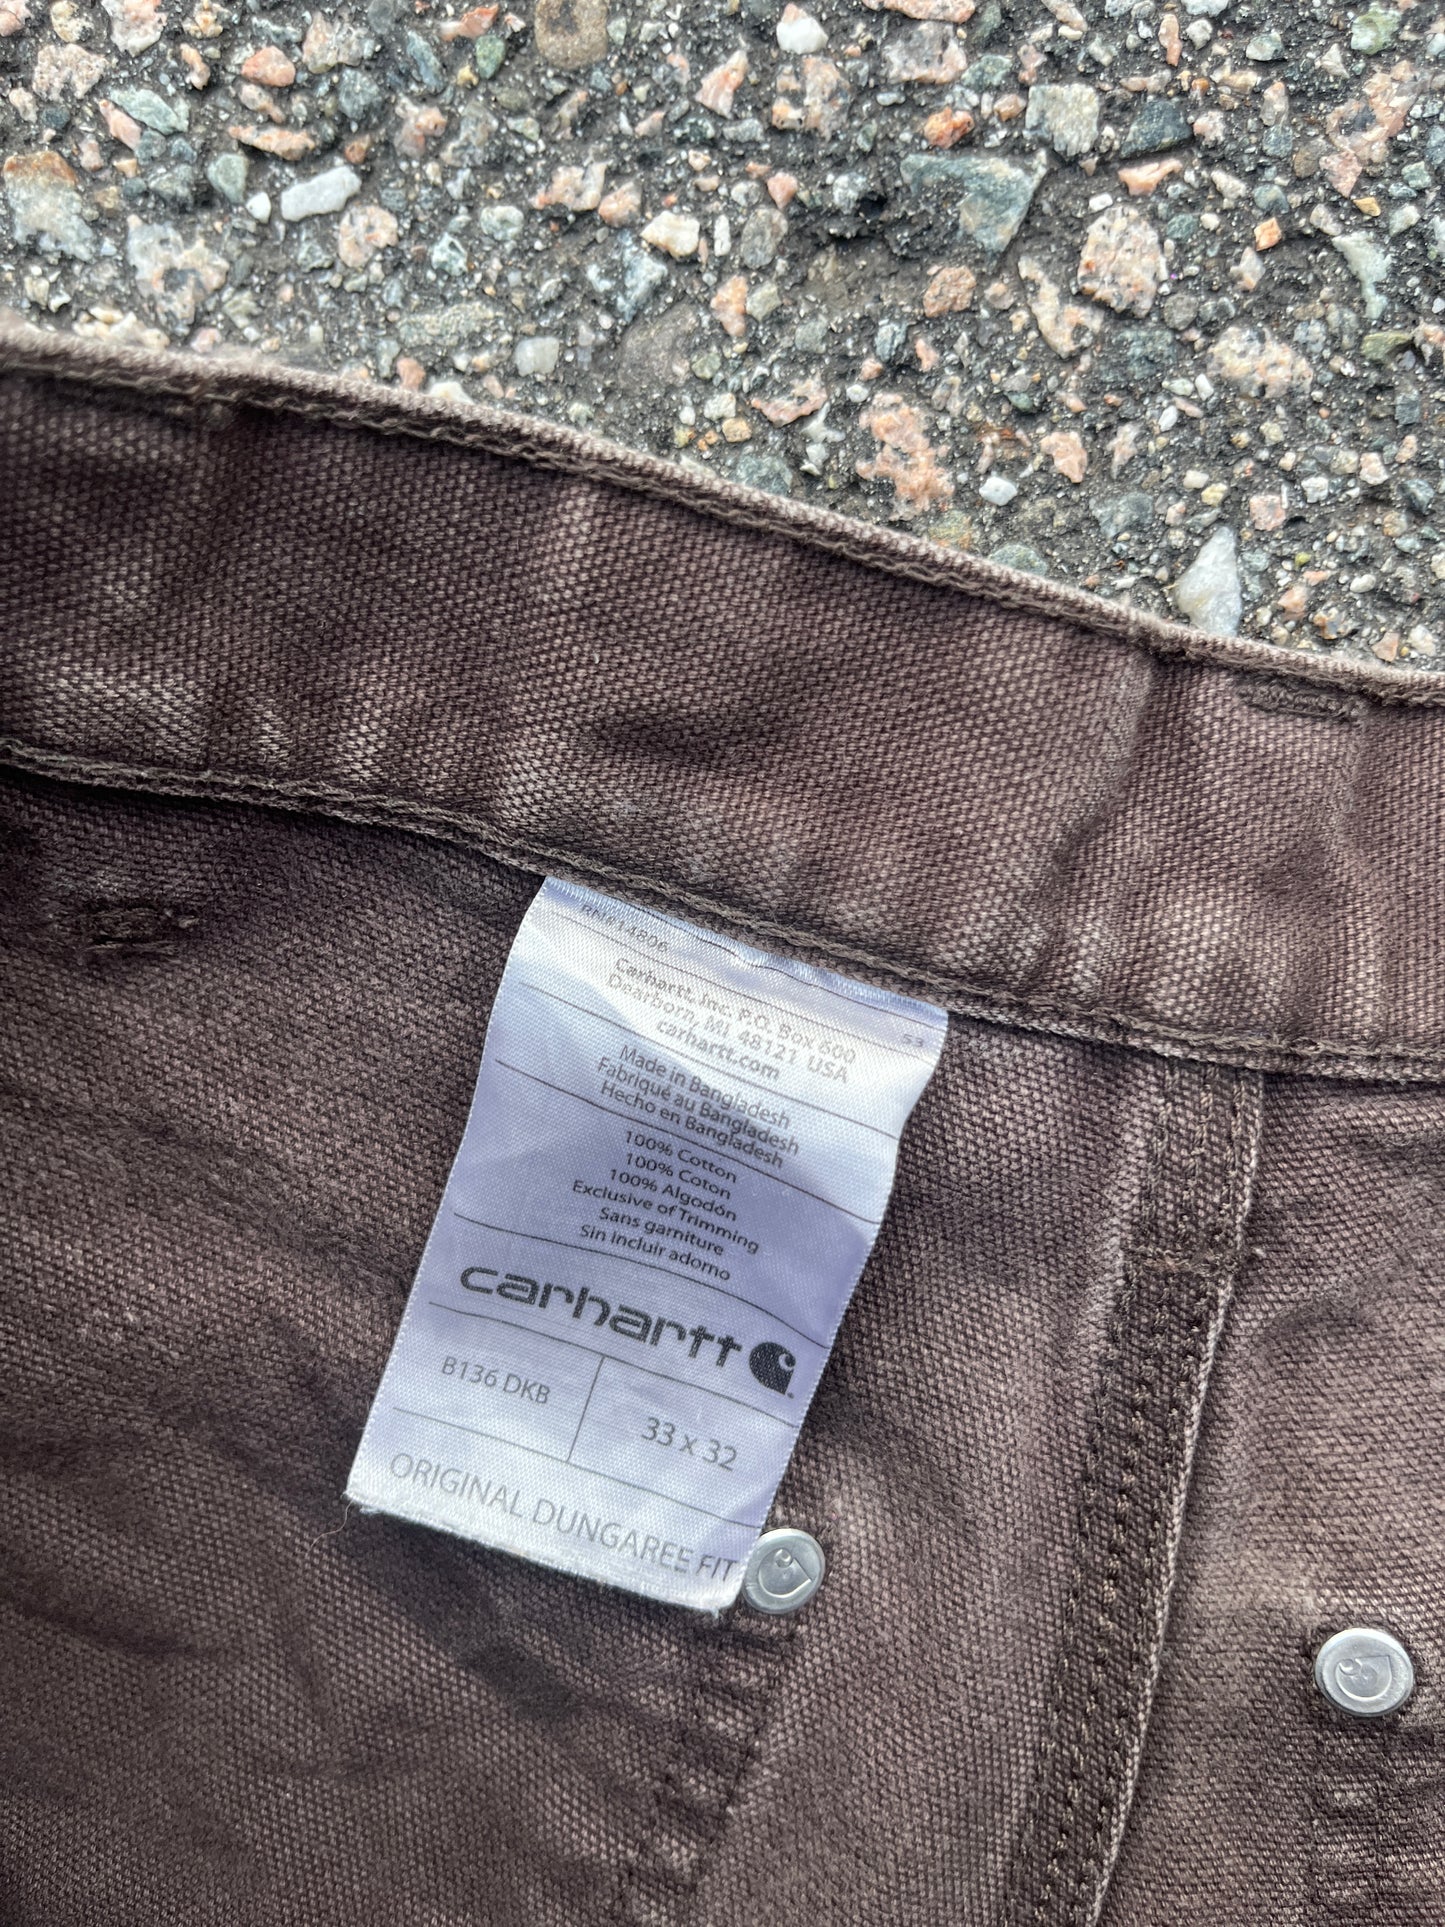 RN#14806
Carhartt, Inc. P.O. Box 600
Dearborn, MI 48121 USA
carhartt.com
53
Made in Bangladesh
Fabriqué au Bangladesh
Hecho en Bangladesh
100% Cotton
100% Coton
100% Algodón
Exclusive of Trimming
Sans garniture
Sin incluir adorno
carhartt
B136 DKB
33 x 32
ORIGINAL DUNGAREE FIT